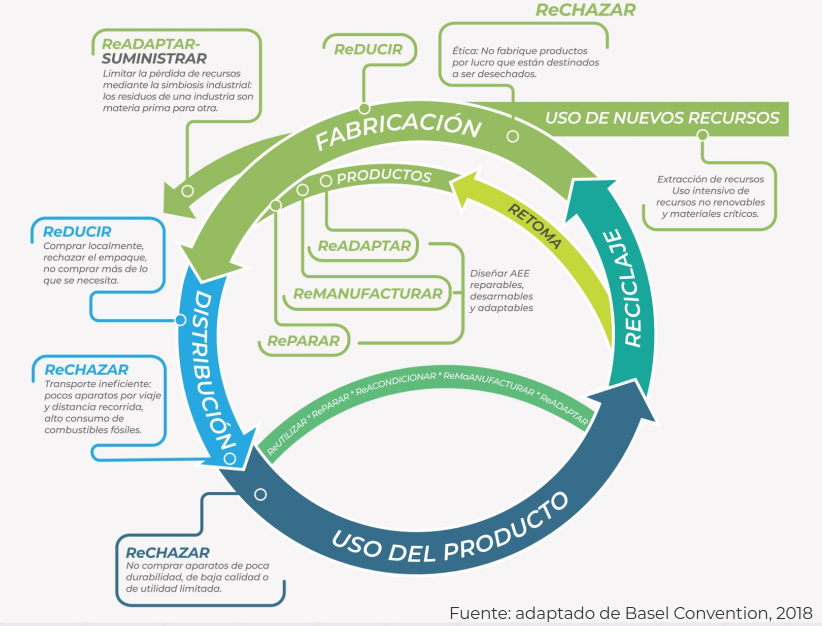 ReCHAZAR
Ética: No fabrique productos
por lucro que están destinados
a ser desechados.
ReDUCIR
ReADAPTAR-
SUMINISTRAR
Limitar la pérdida de recursos
mediante la simbiosis industrial:
los residuos de una industria son
materia prima para otra.
FABRICACIÓN
USO DE NUEVOS RECURSOS
Extracción de recursos
Uso intensivo de
recursos no renovables
y materiales críticos.
PRODUCTOS
RETOMA
RECICLAJE
ReADAPTAR
ReMANUFACTURAR
RePARAR
Diseñar AEE
reparables,
desarmables
y adaptables
ReDUCIR
Comprar localmente,
rechazar el empaque,
no comprar más de lo
que se necesita.
DISTRIBUCIÓN
ReCHAZAR
Transporte ineficiente:
pocos aparatos por viaje
y distancia recorrida,
alto consumo de
combustibles fósiles.
ReUTILIZAR * RePARAR * ReACONDICIONAR * ReMaANUFACTURAR * ReADAPTAR
USO DEL PRODUCTO
ReCHAZAR
No comprar aparatos de poca
durabilidad, de baja calidad o
de utilidad limitada.
Fuente: adaptado de Basel Convention, 2018